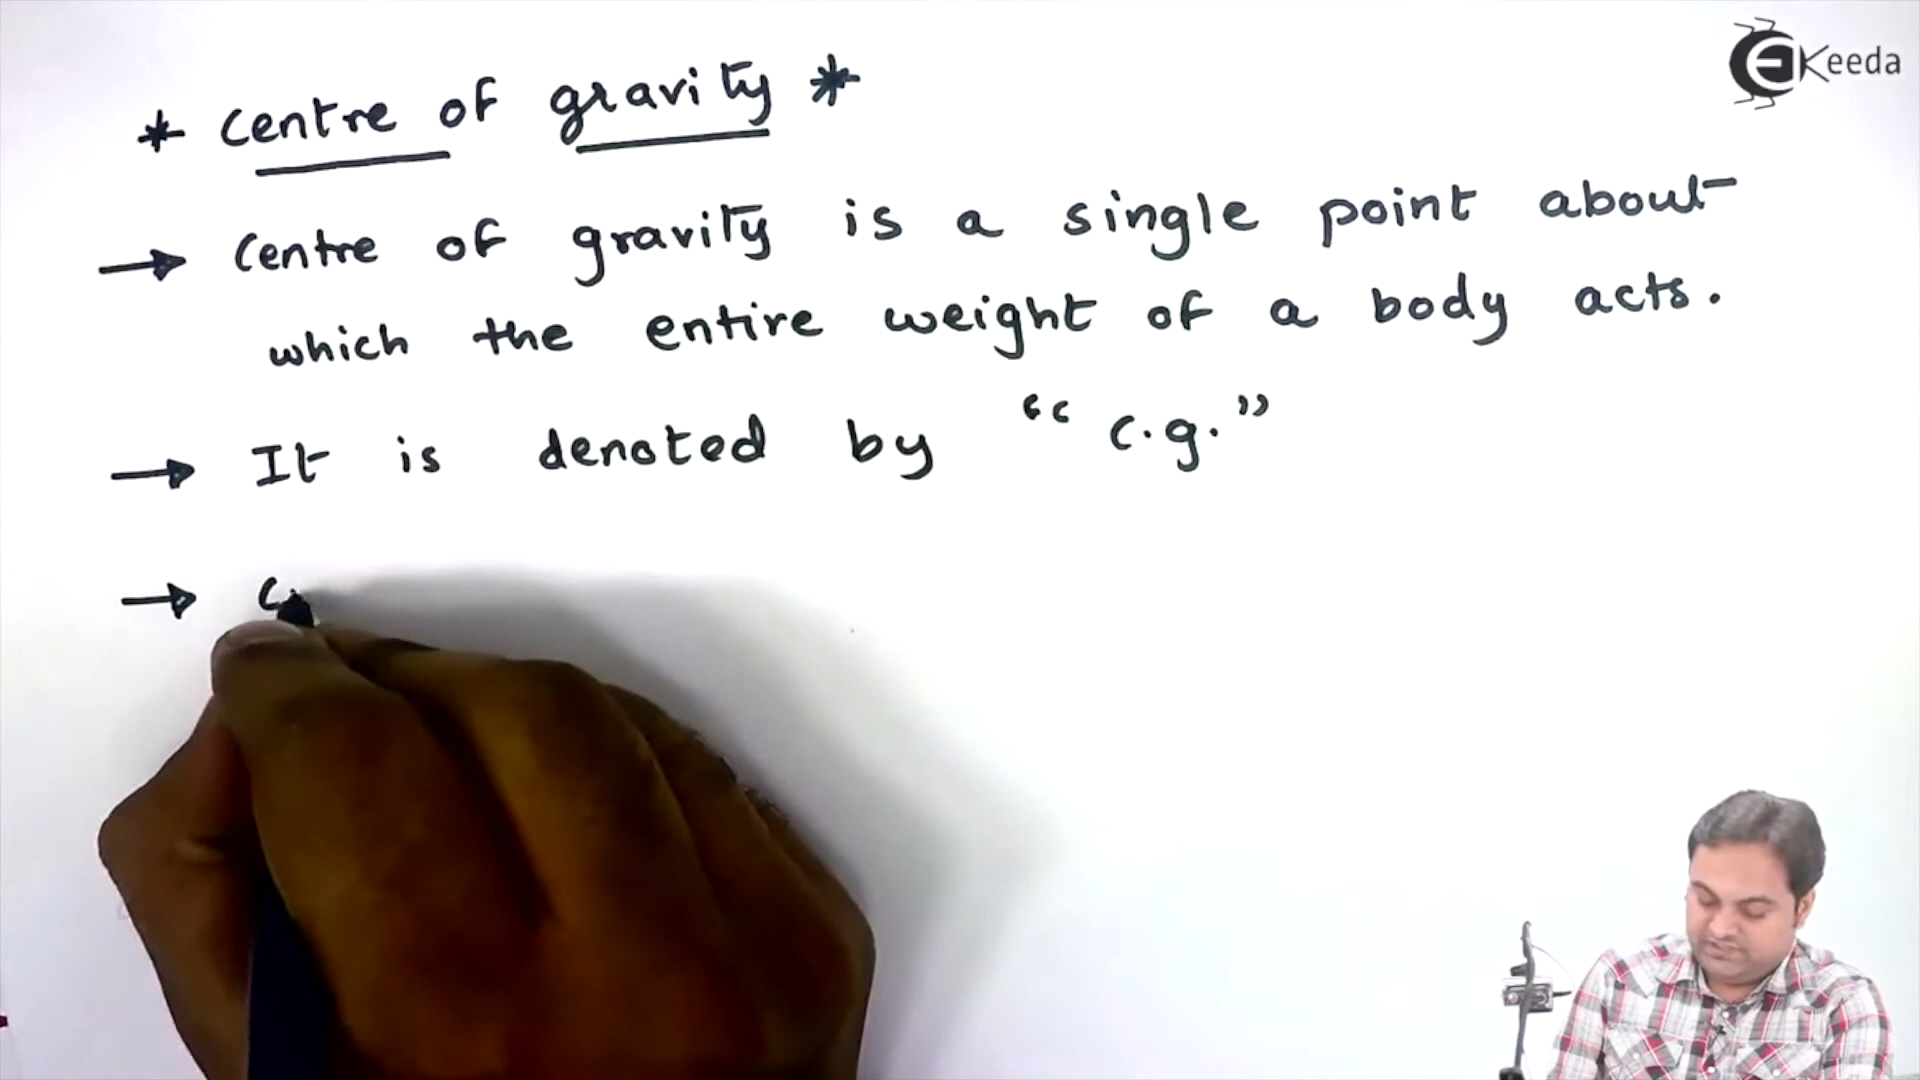 * Centre of gravity *
→ Centre of gravity is a single point about
which the entire weight of a body acts.
→ It is denoted by “c.g.”
→ c.
EKeeda